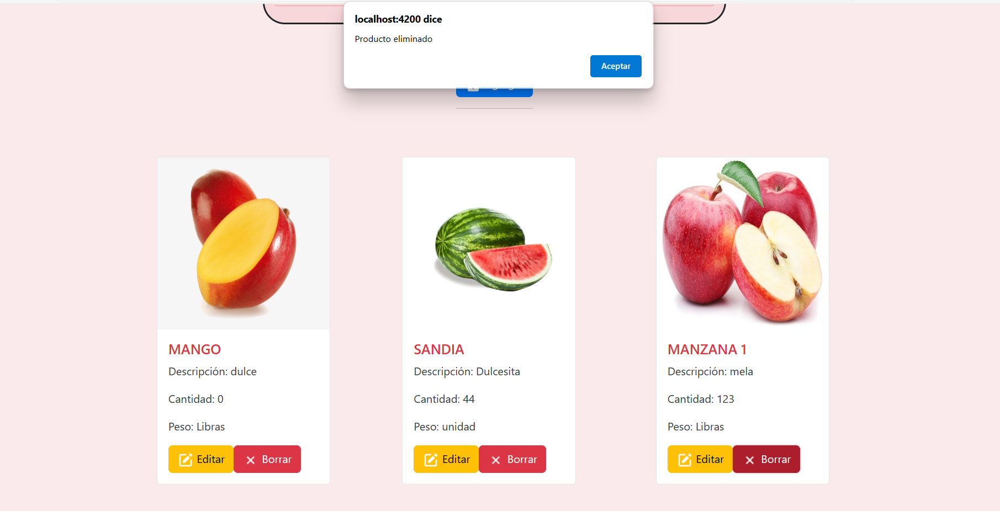 localhost:4200 dice
Producto eliminado
Aceptar
MANGO
Descripción: dulce
Cantidad: 0
Peso: Libras
Editar
Borrar
SANDIA
Descripción: Dulcesita
Cantidad: 44
Peso: unidad
Editar
Borrar
MANZANA 1
Descripción: mela
Cantidad: 123
Peso: Libras
Editar
Borrar